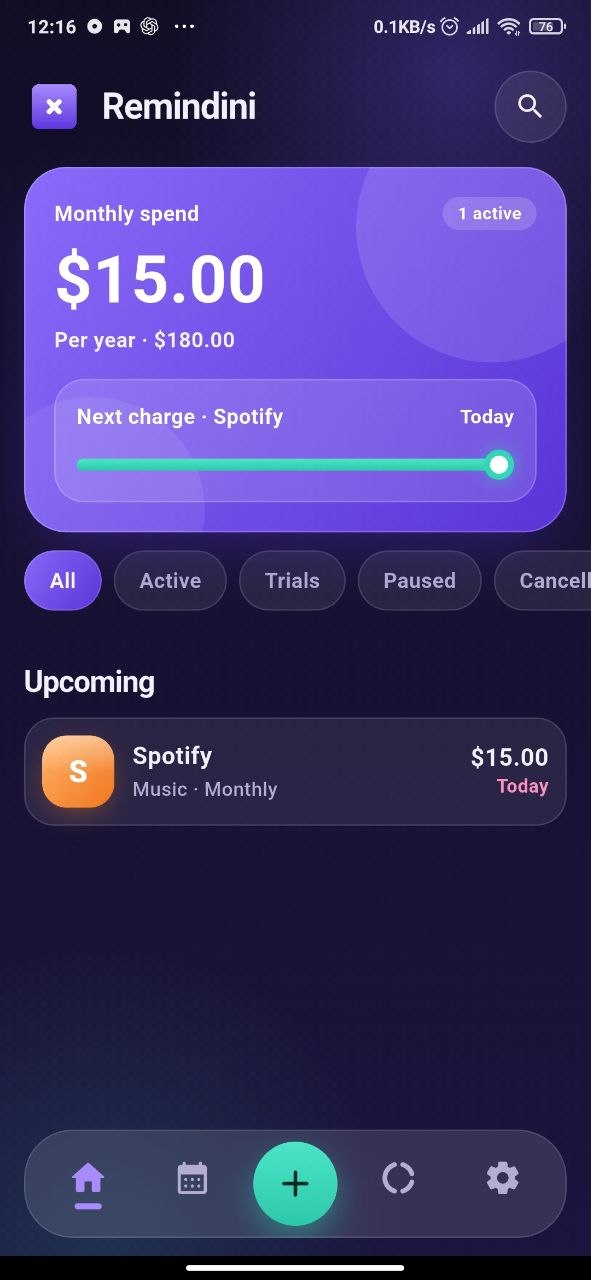 12:16
0.1KB/s
76
Remindini
Monthly spend
1 active
$15.00
Per year · $180.00
Next charge · Spotify
Today
All
Active
Trials
Paused
Cancell
Upcoming
S
Spotify
$15.00
Music · Monthly
Today